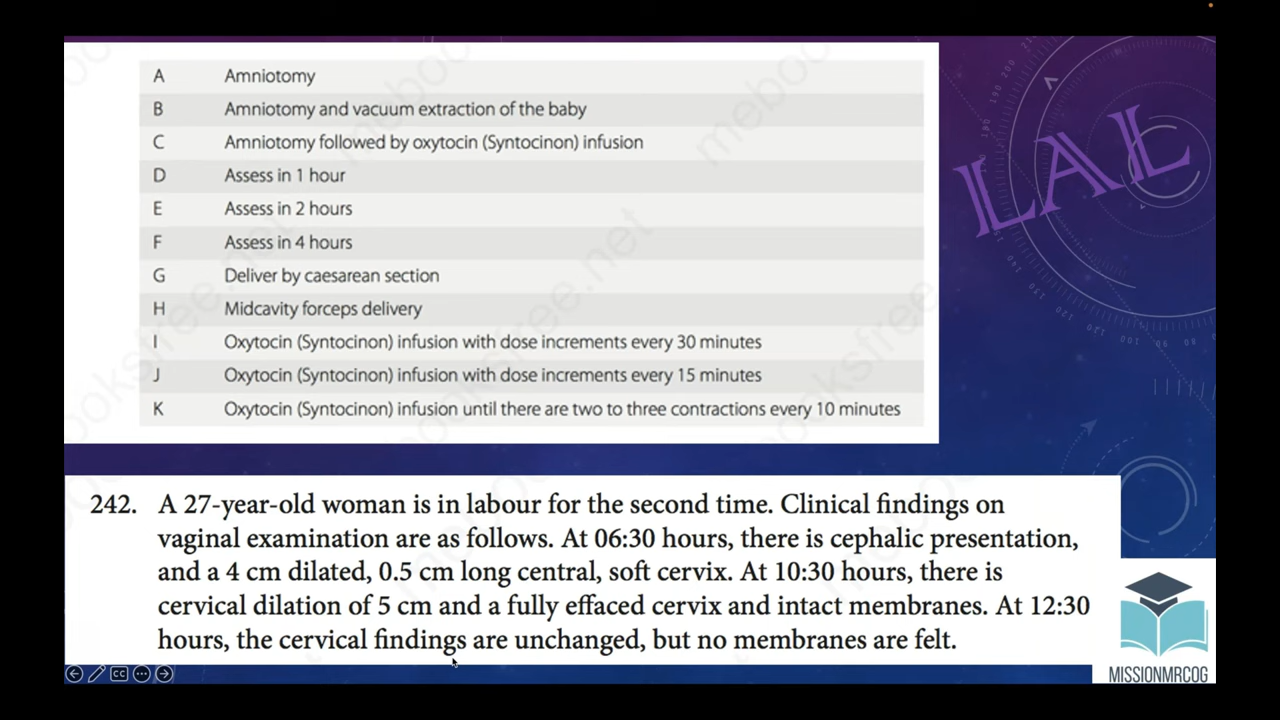 A Amniotomy
B Amniotomy and vacuum extraction of the baby
C Amniotomy followed by oxytocin (Syntocinon) infusion
D Assess in 1 hour
E Assess in 2 hours
F Assess in 4 hours
G Deliver by caesarean section
H Midcavity forceps delivery
I Oxytocin (Syntocinon) infusion with dose increments every 30 minutes
J Oxytocin (Syntocinon) infusion with dose increments every 15 minutes
K Oxytocin (Syntocinon) infusion until there are two to three contractions every 10 minutes
LAL
242. A 27-year-old woman is in labour for the second time. Clinical findings on
vaginal examination are as follows. At 06:30 hours, there is cephalic presentation,
and a 4 cm dilated, 0.5 cm long central, soft cervix. At 10:30 hours, there is
cervical dilation of 5 cm and a fully effaced cervix and intact membranes. At 12:30
hours, the cervical findings are unchanged, but no membranes are felt.
CC
MISSIONMRCOG